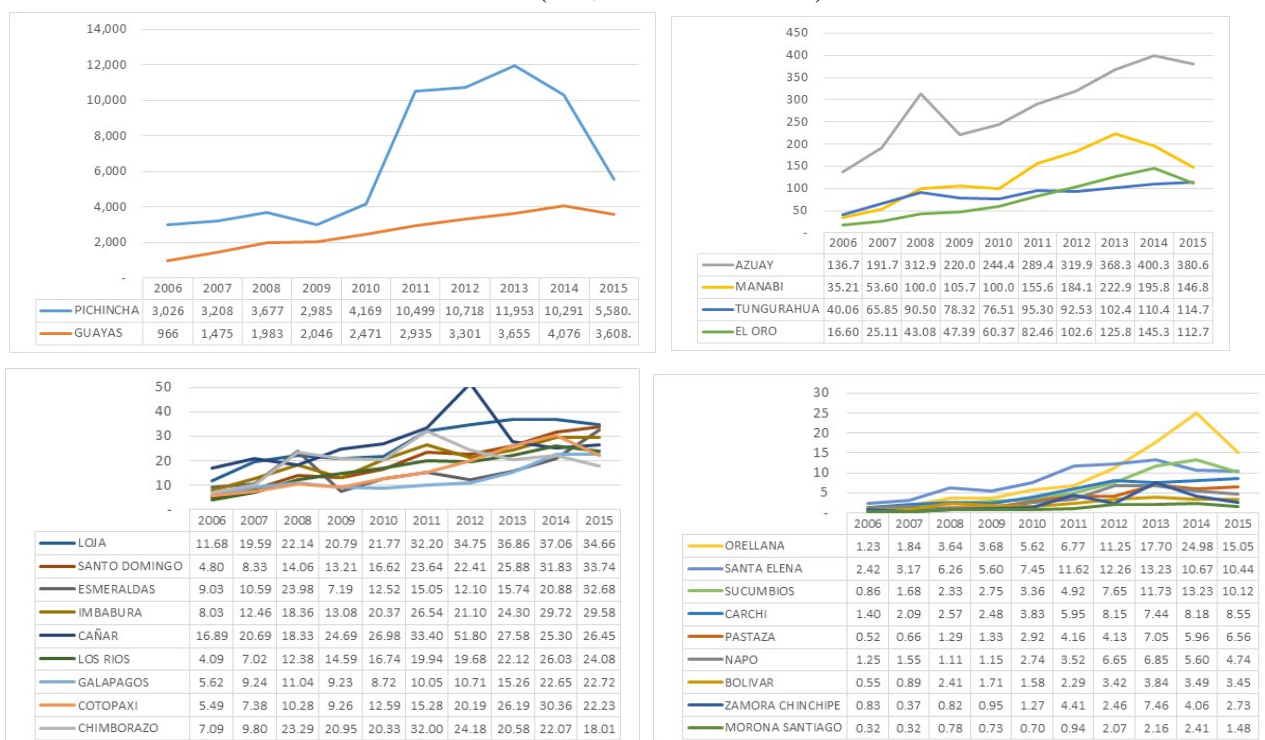 14,000
12,000
10,000
8,000
6,000
4,000
2,000
-
2006 2007 2008 2009 2010 2011 2012 2013 2014 2015
PICHINCHA 3,026 3,208 3,677 2,985 4,169 10,499 10,718 11,953 10,291 5,580.
GUAYAS 966 1,475 1,983 2,046 2,471 2,935 3,301 3,655 4,076 3,608.
450
400
350
300
250
200
150
100
50
-
2006 2007 2008 2009 2010 2011 2012 2013 2014 2015
AZUAY 136.7 191.7 312.9 220.0 244.4 289.4 319.9 368.3 400.3 380.6
MANABI 35.21 53.60 100.0 105.7 100.0 155.6 184.1 222.9 195.8 146.8
TUNGURAHUA 40.06 65.85 90.50 78.32 76.51 95.30 92.53 102.4 110.4 114.7
EL ORO 16.60 25.11 43.08 47.39 60.37 82.46 102.6 125.8 145.3 112.7
50
40
30
20
10
-
2006 2007 2008 2009 2010 2011 2012 2013 2014 2015
LOJA 11.68 19.59 22.14 20.79 21.77 32.20 34.75 36.86 37.06 34.66
SANTO DOMINGO 4.80 8.33 14.06 13.21 16.62 23.64 22.41 25.88 31.83 33.74
ESMERALDAS 9.03 10.59 23.98 7.19 12.52 15.05 12.10 15.74 20.88 32.68
IMBABURA 8.03 12.46 18.36 13.08 20.37 26.54 21.10 24.30 29.72 29.58
CAÑAR 16.89 20.69 18.33 24.69 26.98 33.40 51.80 27.58 25.30 26.45
LOS RIOS 4.09 7.02 12.38 14.59 16.74 19.94 19.68 22.12 26.03 24.08
GALAPAGOS 5.62 9.24 11.04 9.23 8.72 10.05 10.71 15.26 22.65 22.72
COTOPAXI 5.49 7.38 10.28 9.26 12.59 15.28 20.19 26.19 30.36 22.23
CHIMBORAZO 7.09 9.80 23.29 20.95 20.33 32.00 24.18 20.58 22.07 18.01
30
25
20
15
10
5
-
2006 2007 2008 2009 2010 2011 2012 2013 2014 2015
ORELLANA 1.23 1.84 3.64 3.68 5.62 6.77 11.25 17.70 24.98 15.05
SANTA ELENA 2.42 3.17 6.26 5.60 7.45 11.62 12.26 13.23 10.67 10.44
SUCUMBIOS 0.86 1.68 2.33 2.75 3.36 4.92 7.65 11.73 13.23 10.12
CARCHI 1.40 2.09 2.57 2.48 3.83 5.95 8.15 7.44 8.18 8.55
PASTAZA 0.52 0.66 1.29 1.33 2.92 4.16 4.13 7.05 5.96 6.56
NAPO 1.25 1.55 1.11 1.15 2.74 3.52 6.65 6.85 5.60 4.74
BOLIVAR 0.55 0.89 2.41 1.71 1.58 2.29 3.42 3.84 3.49 3.45
ZAMORA CHINCHIPE 0.83 0.37 0.82 0.95 1.27 4.41 2.46 7.46 4.06 2.73
MORONA SANTIAGO 0.32 0.32 0.78 0.73 0.70 0.94 2.07 2.16 2.41 1.48